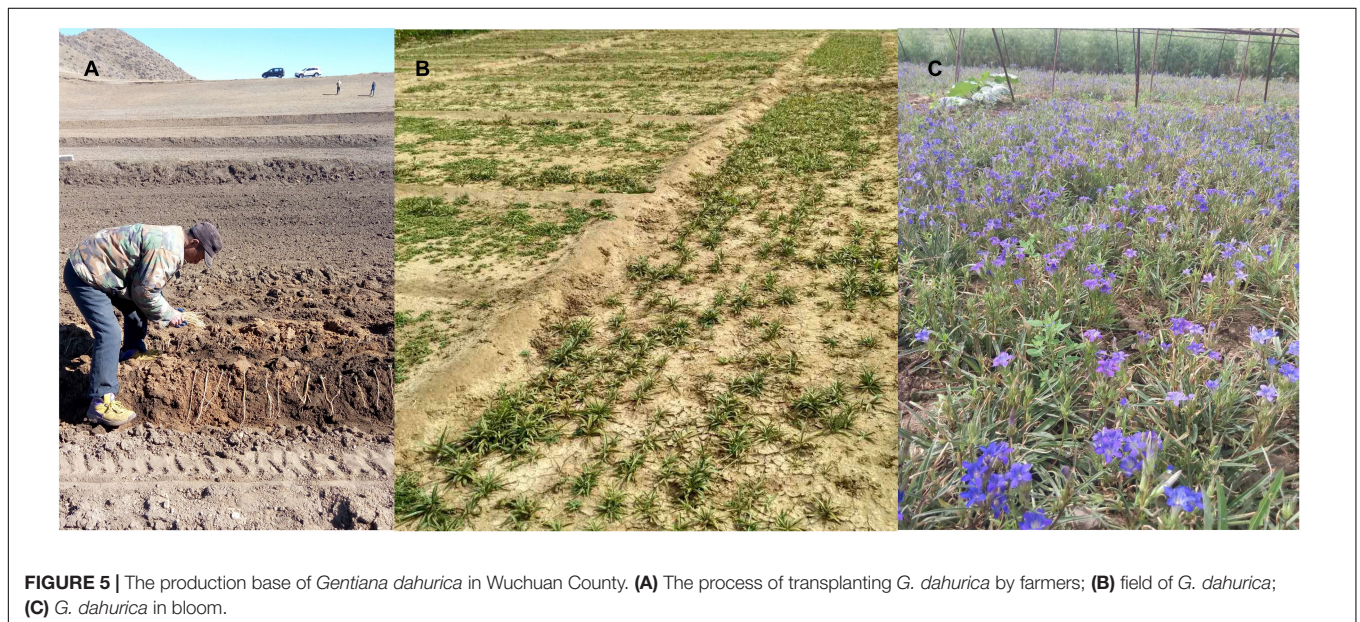 A
B
C
FIGURE 5 | The production base of Gentiana dahurica in Wuchuan County. (A) The process of transplanting G. dahurica by farmers; (B) field of G. dahurica;
(C) G. dahurica in bloom.